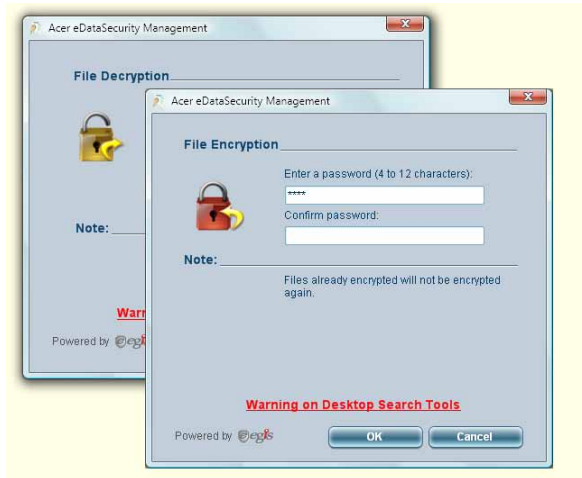 Acer eDataSecurity Management
File Decryption
Note:
Powered by egis
Acer eDataSecurity Management
File Encryption
Enter a password (4 to 12 characters):
****
Confirm password:
Note:
Files already encrypted will not be encrypted
again.
Warning on Desktop Search Tools
Powered by egis
OK
Cancel